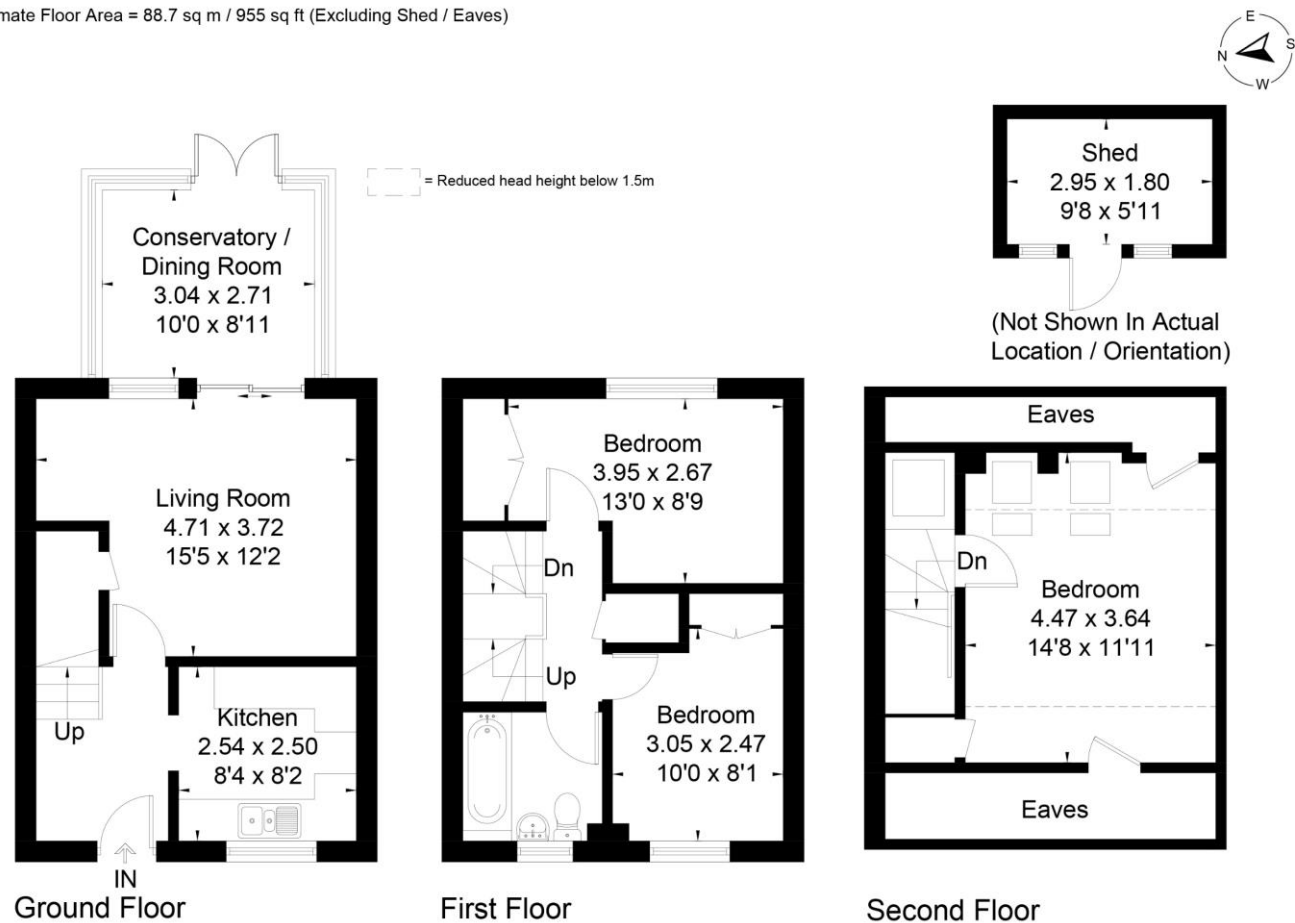 mate Floor Area = 88.7 sq m / 955 sq ft (Excluding Shed / Eaves)
E
N
S
W
= Reduced head height below 1.5m
Shed
2.95 x 1.80
9'8 x 5'11
(Not Shown In Actual
Location / Orientation)
Conservatory /
Dining Room
3.04 x 2.71
10'0 x 8'11
Living Room
4.71 x 3.72
15'5 x 12'2
Up
Kitchen
2.54 x 2.50
8'4 x 8'2
IN
Ground Floor
Bedroom
3.95 x 2.67
13'0 x 8'9
Dn
Up
Bedroom
3.05 x 2.47
10'0 x 8'1
First Floor
Eaves
Dn
Bedroom
4.47 x 3.64
14'8 x 11'11
Eaves
Second Floor